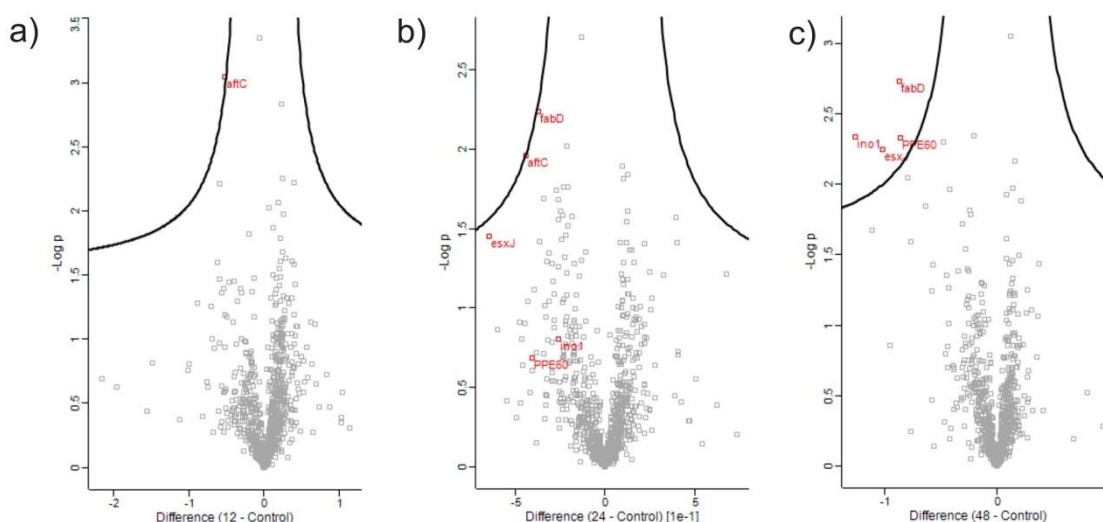 a)
3.5
3
2.5
2
1.5
1
0.5
0
-Log p
aftC
-2 -1 0 1
Difference (12 - Control)
b)
2.5
2
1.5
1
0.5
0
-Log p
fabD
aftC
esxJ
ino1
PPE60
-5 0 5
Difference (24 - Control) [1e-1]
c)
3
2.5
2
1.5
1
0.5
0
-Log p
fabD
ino1
PPE60
-1 0
Difference (48 - Control)